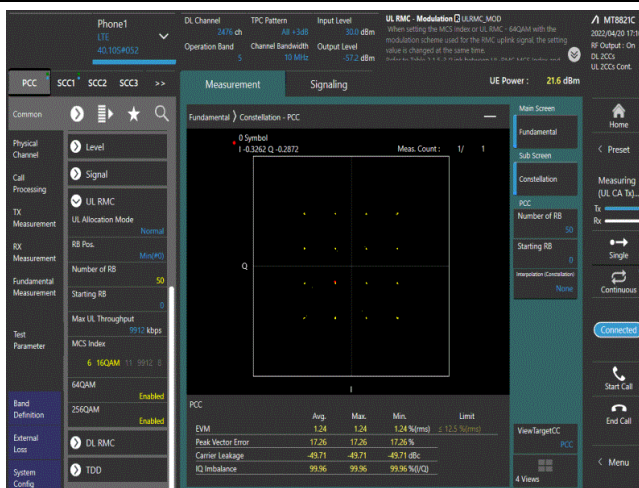 Phone1
LTE
40.105#052
DL Channel
2476 ch
TPC Pattern
All +3dB
Input Level
30.0 dBm
Operation Band
5
Channel Bandwidth
10 MHz
Output Level
-57.2 dBm
UL RMC - Modulation ULRMC_MOD
When setting the MCS index or UL RMC - 64QAM with the
modulation scheme used for the RMC uplink signal, the setting
value is changed at the same time.
MT8821C
2022/04/20 17:1
RF Output : On
DL 2CCs
UL 2CCs Cont.
PCC
SCC1
SCC2
SCC3
>>
Measurement
Signaling
UE Power : 21.6 dBm
Common
Physical
Channel
Call
Processing
TX
Measurement
RX
Measurement
Fundamental
Measurement
Test
Parameter
Band
Definition
External
Loss
System
Config
Level
Signal
UL RMC
UL Allocation Mode
Normal
RB Pos.
Min(#0)
Number of RB
50
Starting RB
0
Max UL Throughput
9912 kbps
MCS Index
6 16QAM 11 9912 8
64QAM
Enabled
256QAM
Enabled
DL RMC
TDD
Fundamental 〉 Constellation - PCC
0 Symbol
I -0.3262 Q -0.2872
Meas. Count : 1/ 1
Q
I
PCC
Avg. Max. Min. Limit
EVM 1.24 1.24 1.24 %(rms) ≤ 12.5 %(rms)
Peak Vector Error 17.26 17.26 17.26 %
Carrier Leakage -49.71 -49.71 -49.71 dBc
IQ Imbalance 99.96 99.96 99.96 %(I/Q)
Main Screen
Fundamental
Sub Screen
Constellation
PCC
Number of RB
50
Starting RB
0
Interpolation (Constellation)
None
ViewTargetCC
PCC
4 Views
Home
< Preset
Measuring
(UL CA Tx)...
Tx
Rx
Single
Continuous
Connected
Start Call
End Call
< Menu